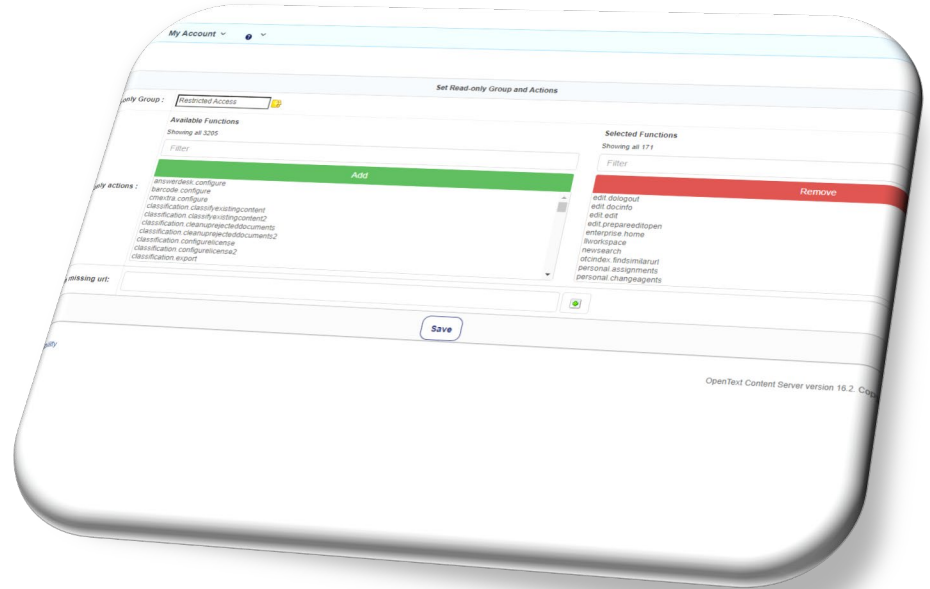 My Account
Set Read-only Group and Actions
only Group :
Restricted Access
Available Functions
Showing all 3205
Filter
Add
answerdesk.configure
barcode.configure
cmextra.configure
classification.classifyexistingcontent
classification.classifyexistingcontent2
classification.cleanuprejecteddocuments
classification.cleanuprejecteddocuments2
classification.configurelicense
classification.configurelicense2
classification.export
Selected Functions
Showing all 171
Filter
Remove
edit.dologout
edit.docinfo
edit.edit
edit.prepareeditopen
enterprise.home
llworkspace
newsearch
otcindex.findsimilarurl
personal.assignments
personal.changeagents
actions :
missing url:
Save
OpenText Content Server version 16.2.